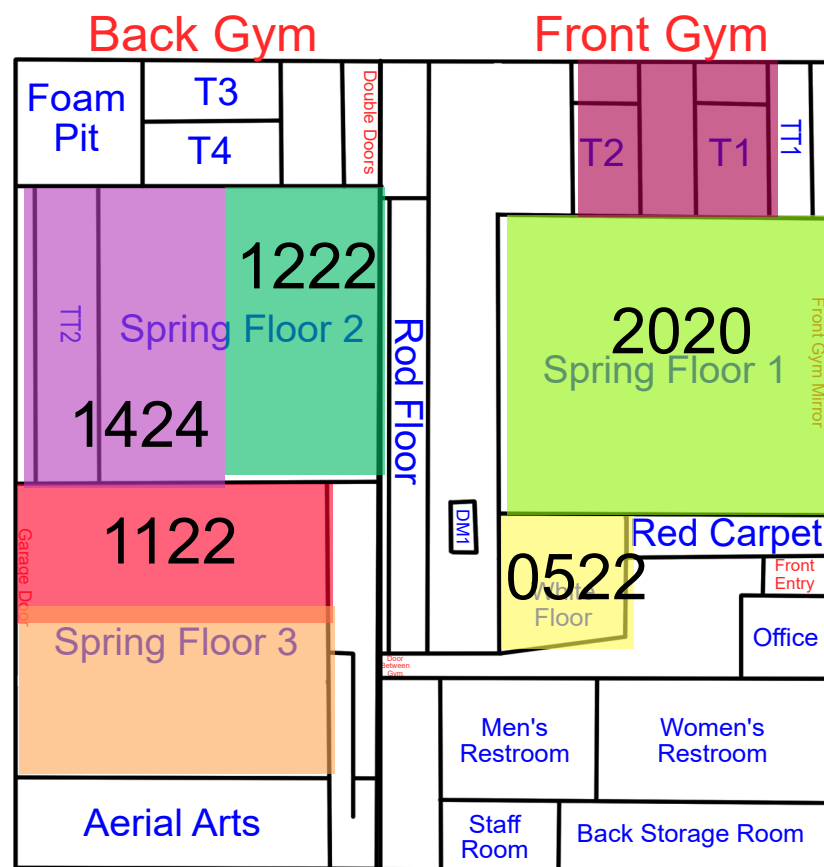 Back Gym
Front Gym
Foam
Pit
T3
T4
Double Doors
T2
T1
TT1
1222
TT2
Spring Floor 2
1424
Rod Floor
2020
Spring Floor 1
Front Gym Mirror
1122
Garage Door
Spring Floor 3
DM1
Red Carpet
0522
White
Floor
Front
Entry
Office
Door
Between
Gym
Men's
Restroom
Women's
Restroom
Aerial Arts
Staff
Room
Back Storage Room